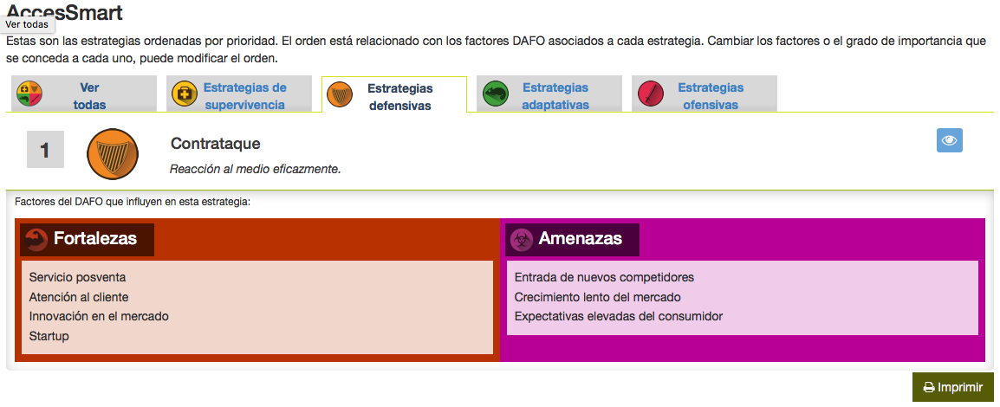 AccesSmart
Ver todas
Estas son las estrategias ordenadas por prioridad. El orden está relacionado con los factores DAFO asociados a cada estrategia. Cambiar los factores o el grado de importancia que
se conceda a cada uno, puede modificar el orden.
Ver
todas
Estrategias de
supervivencia
Estrategias
defensivas
Estrategias
adaptativas
Estrategias
ofensivas
1
Contrataque
Reacción al medio eficazmente.
Factores del DAFO que influyen en esta estrategia:
Fortalezas
Servicio posventa
Atención al cliente
Innovación en el mercado
Startup
Amenazas
Entrada de nuevos competidores
Crecimiento lento del mercado
Expectativas elevadas del consumidor
Imprimir